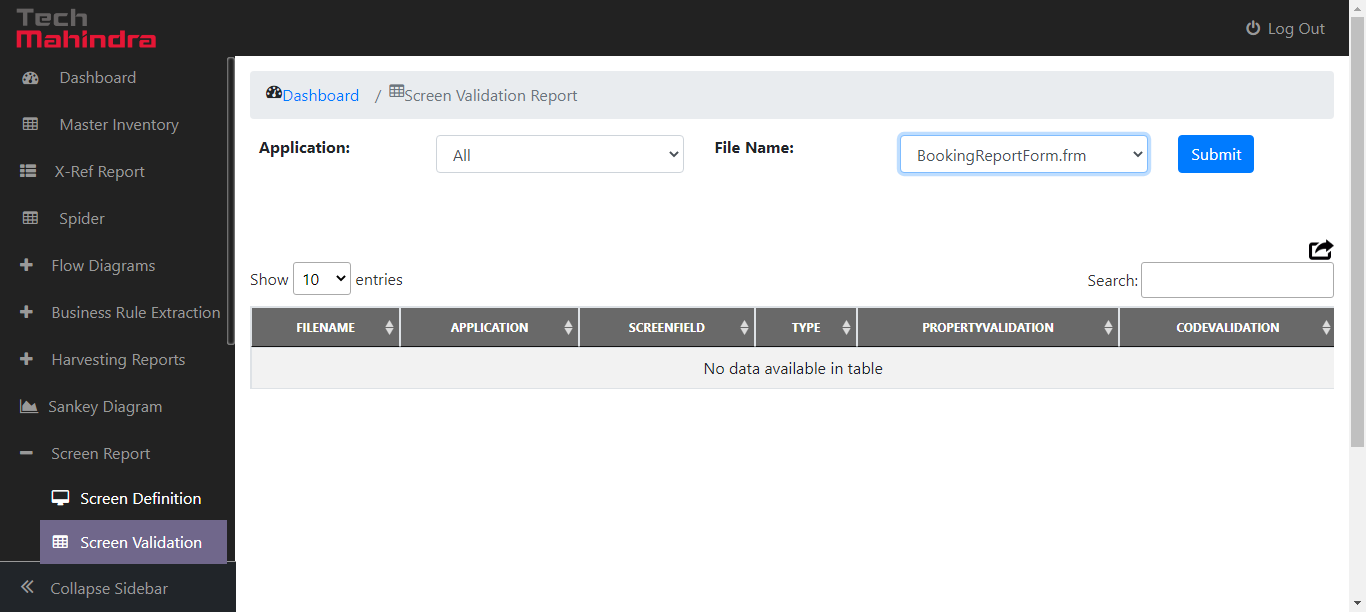 Tech
Mahindra
Log Out
Dashboard
Master Inventory
X-Ref Report
Spider
Flow Diagrams
Business Rule Extraction
Harvesting Reports
Sankey Diagram
Screen Report
Screen Definition
Screen Validation
Collapse Sidebar
Dashboard / Screen Validation Report
Application: All File Name: BookingReportForm.frm Submit
Show 10 entries Search:
FILENAME APPLICATION SCREENFIELD TYPE PROPERTYVALIDATION CODEVALIDATION
No data available in table